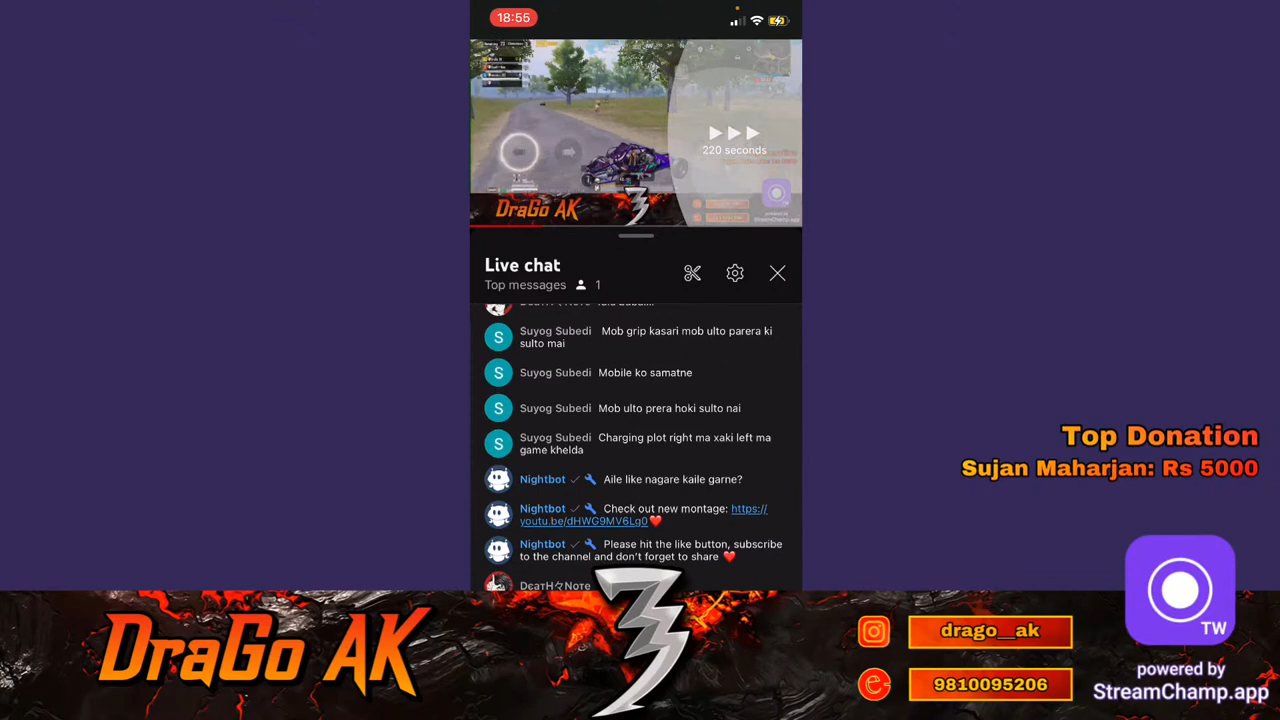 18:55
220 seconds
DraGo AK
Live chat
Top messages 1
Suyog Subedi Mob grip kasari mob ulto parera ki
sulto mai
Suyog Subedi Mobile ko samatne
Suyog Subedi Mob ulto prera hoki sulto nai
Suyog Subedi Charging plot right ma xaki left ma
game khelda
Nightbot Aile like nagare kaile garne?
Nightbot Check out new montage: https://
youtu.be/dHWG9MV6Lg0❤️
Nightbot Please hit the like button, subscribe
to the channel and don't forget to share ❤️
DєaтH々Noтe
Top Donation
Sujan Maharjan: Rs 5000
DraGo AK
drago__ak
9810095206
TW
powered by
StreamChamp.app